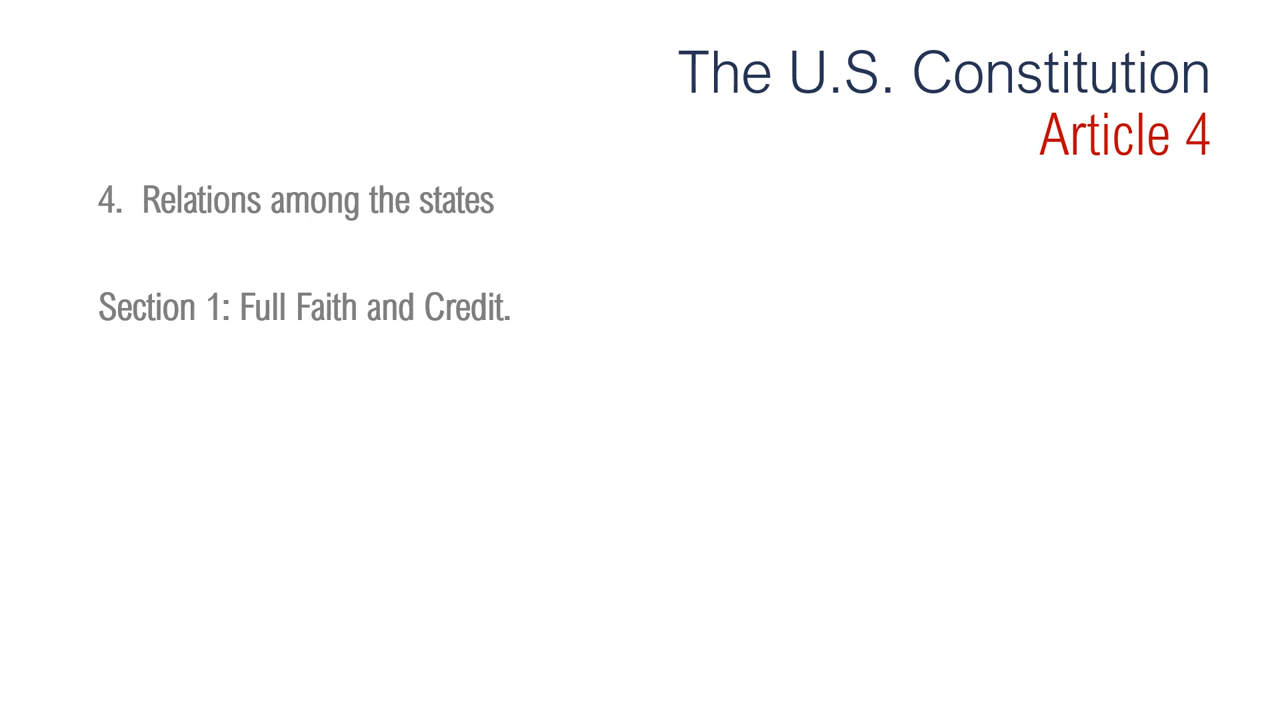 The U.S. Constitution
Article 4
4. Relations among the states
Section 1: Full Faith and Credit.